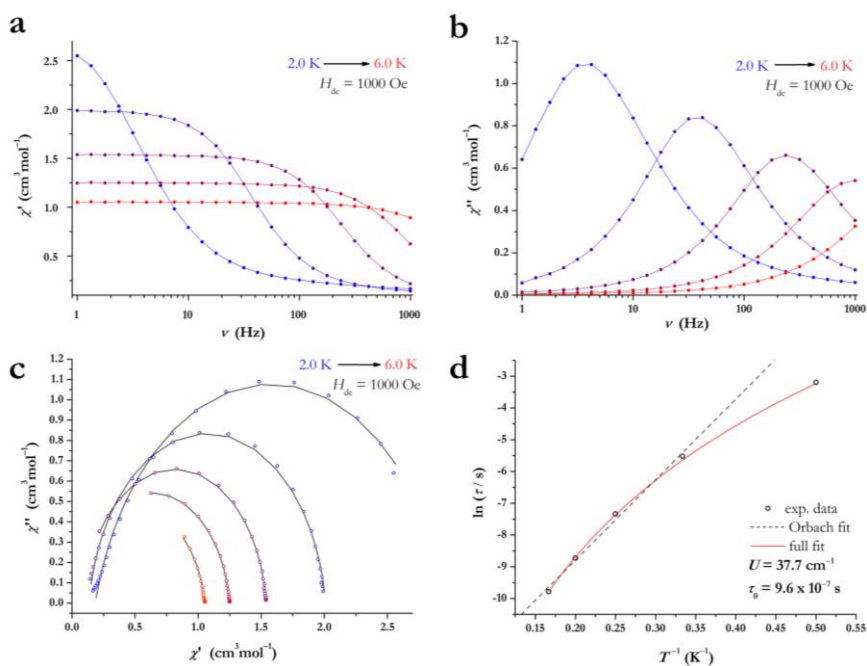 a
χ' (cm³mol⁻¹)
2.5
2.0
1.5
1.0
0.5
2.0 K 6.0 K
H_dc = 1000 Oe
1 10 100 1000
ν (Hz)
b
χ'' (cm³mol⁻¹)
1.2
1.0
0.8
0.6
0.4
0.2
0.0
2.0 K 6.0 K
H_dc = 1000 Oe
1 10 100 1000
ν (Hz)
c
χ'' (cm³mol⁻¹)
1.3
1.2
1.1
1.0
0.9
0.8
0.7
0.6
0.5
0.4
0.3
0.2
0.1
0.0
2.0 K 6.0 K
H_dc = 1000 Oe
0.0 0.5 1.0 1.5 2.0 2.5 3.0
χ' (cm³mol⁻¹)
d
ln (τ / s)
-3
-4
-5
-6
-7
-8
-9
-10
exp. data
Orbach fit
full fit
U = 37.7 cm⁻¹
τ₀ = 9.6 x 10⁻⁷ s
0.15 0.20 0.25 0.30 0.35 0.40 0.45 0.50
T⁻¹ (K⁻¹)